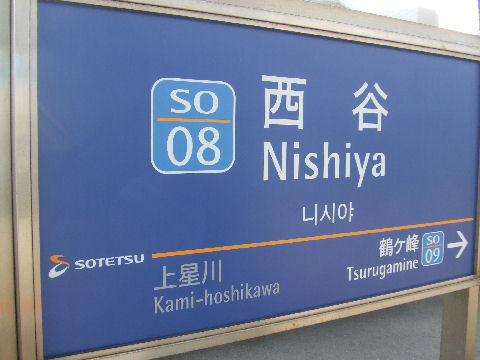 SO
08
西谷
Nishiya
니시야
SOTETSU
上星川
Kami-hoshikawa
鶴ケ峰
Tsurugamine
SO
09